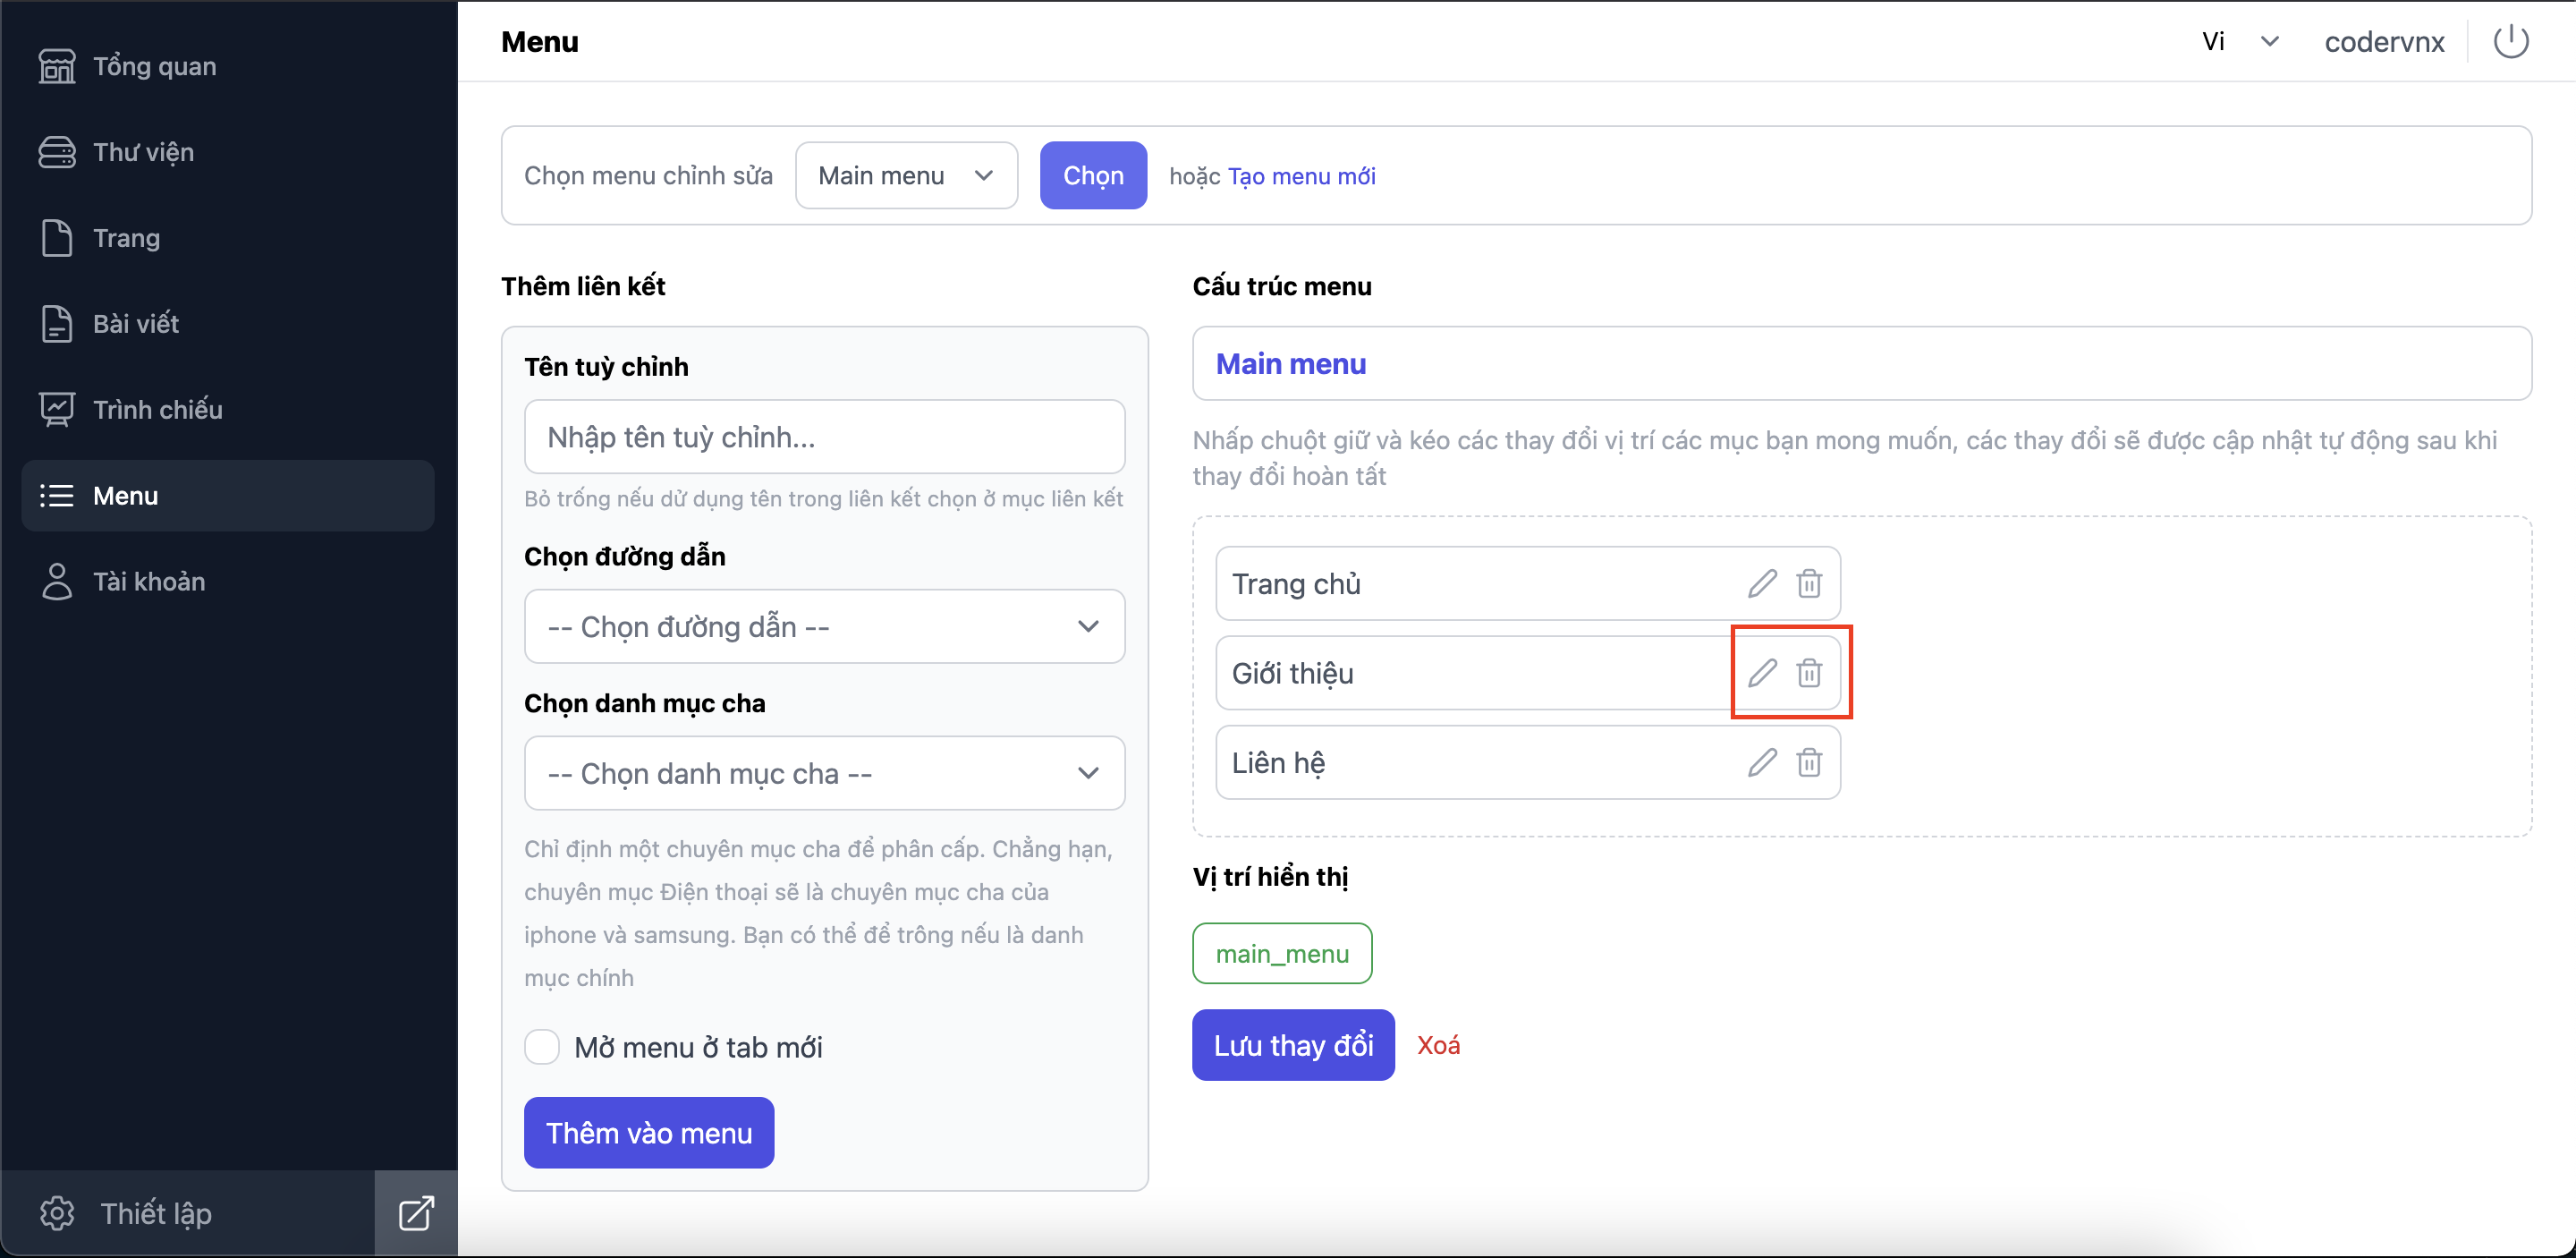 Tổng quan
Thư viện
Trang
Bài viết
Trình chiếu
Menu
Tài khoản
Thiết lập
Menu
Vi
codervnx
Chọn menu chỉnh sửa
Main menu
Chọn
hoặc Tạo menu mới
Thêm liên kết
Tên tuỳ chỉnh
Nhập tên tuỳ chỉnh...
Bỏ trống nếu dử dụng tên trong liên kết chọn ở mục liên kết
Chọn đường dẫn
-- Chọn đường dẫn --
Chọn danh mục cha
-- Chọn danh mục cha --
Chỉ định một chuyên mục cha để phân cấp. Chẳng hạn,
chuyên mục Điện thoại sẽ là chuyên mục cha của
iphone và samsung. Bạn có thể để trông nếu là danh
mục chính
Mở menu ở tab mới
Thêm vào menu
Cấu trúc menu
Main menu
Nhấp chuột giữ và kéo các thay đổi vị trí các mục bạn mong muốn, các thay đổi sẽ được cập nhật tự động sau khi
thay đổi hoàn tất
Trang chủ
Giới thiệu
Liên hệ
Vị trí hiển thị
main_menu
Lưu thay đổi
Xoá